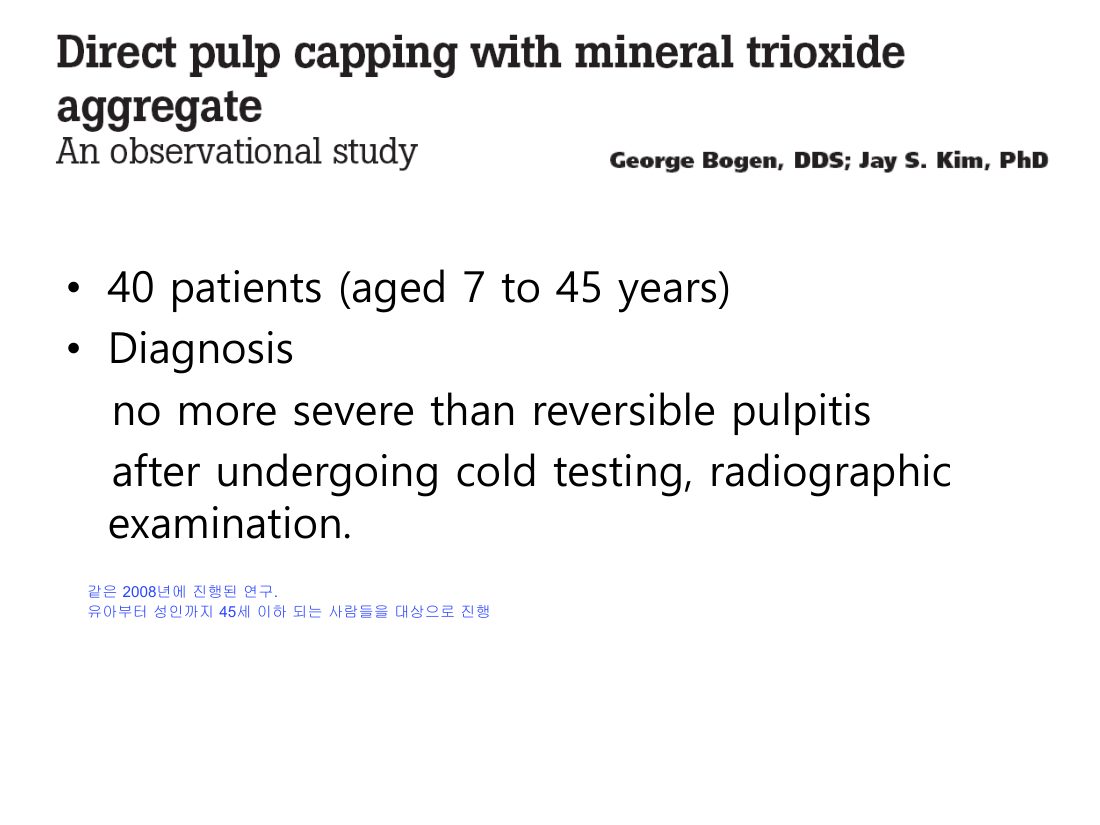 Direct pulp capping with mineral trioxide
aggregate
An observational study
George Bogen, DDS; Jay S. Kim, PhD
• 40 patients (aged 7 to 45 years)
• Diagnosis
no more severe than reversible pulpitis
after undergoing cold testing, radiographic
examination.
같은 2008년에 진행된 연구.
유아부터 성인까지 45세 이하 되는 사람들을 대상으로 진행